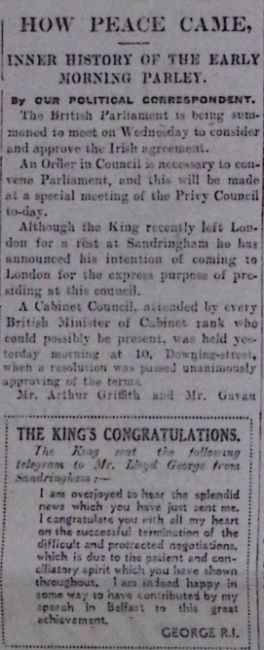 HOW PEACE CAME,
INNER HISTORY OF THE EARLY
MORNING PARLEY.
By OUR POLITICAL CORRESPONDENT.
The British Parliament is being sum-
moned to meet on Wednesday to consider
and approve the Irish agreement.
An Order in Council is necessary to con-
vene Parliament, and this will be made
at a special meeting of the Privy Council
to-day.
Although the King recently left Lon-
don for a rest at Sandringham he has
announced his intention of coming to
London for the express purpose of pre-
siding at this council.
A Cabinet Council, attended by every
British Minister of Cabinet rank who
could possibly be present, was held yes-
terday morning at 10, Downing-street,
when a resolution was passed unanimously
approving of the terms.
Mr. Arthur Griffith and Mr. Gavan
THE KING'S CONGRATULATIONS.
The King sent the following
telegram to Mr. Lloyd George from
Sandringham:—
I am overjoyed to hear the splendid
news which you have just sent me.
I congratulate you with all my heart
on the successful termination of the
difficult and protracted negotiations,
which is due to the patient and con-
ciliatory spirit which you have shown
throughout. I am indeed happy in
some way to have contributed by my
speech in Belfast to this great
achievement.
GEORGE R.I.